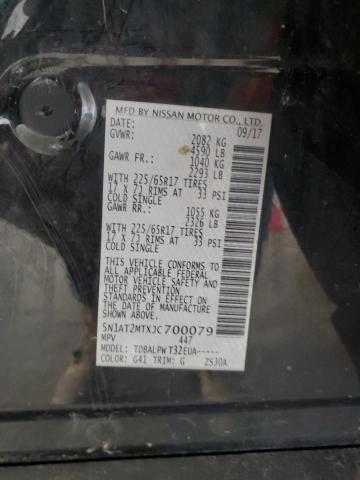 MFD BY NISSAN MOTOR CO., LTD.
DATE: 09/17
GVWR: 2082 KG
4590 LB
GAWR FR.: 1040 KG
2293 LB
WITH 225/65R17 TIRES
17 X 7J RIMS AT 33 PSI
COLD SINGLE
GAWR RR.: 1055 KG
2326 LB
WITH 225/65R17 TIRES
17 X 7J RIMS AT 33 PSI
COLD SINGLE
THIS VEHICLE CONFORMS TO
ALL APPLICABLE FEDERAL
MOTOR VEHICLE SAFETY AND
THEFT PREVENTION
STANDARDS IN EFFECT ON
THE DATE OF MANUFACTURE
SHOWN ABOVE
5N1AT2MTXJC700079
MPV 447
MODEL: TDBALPW T32EUA-----
COLOR: G41 TRIM: G 2S30A